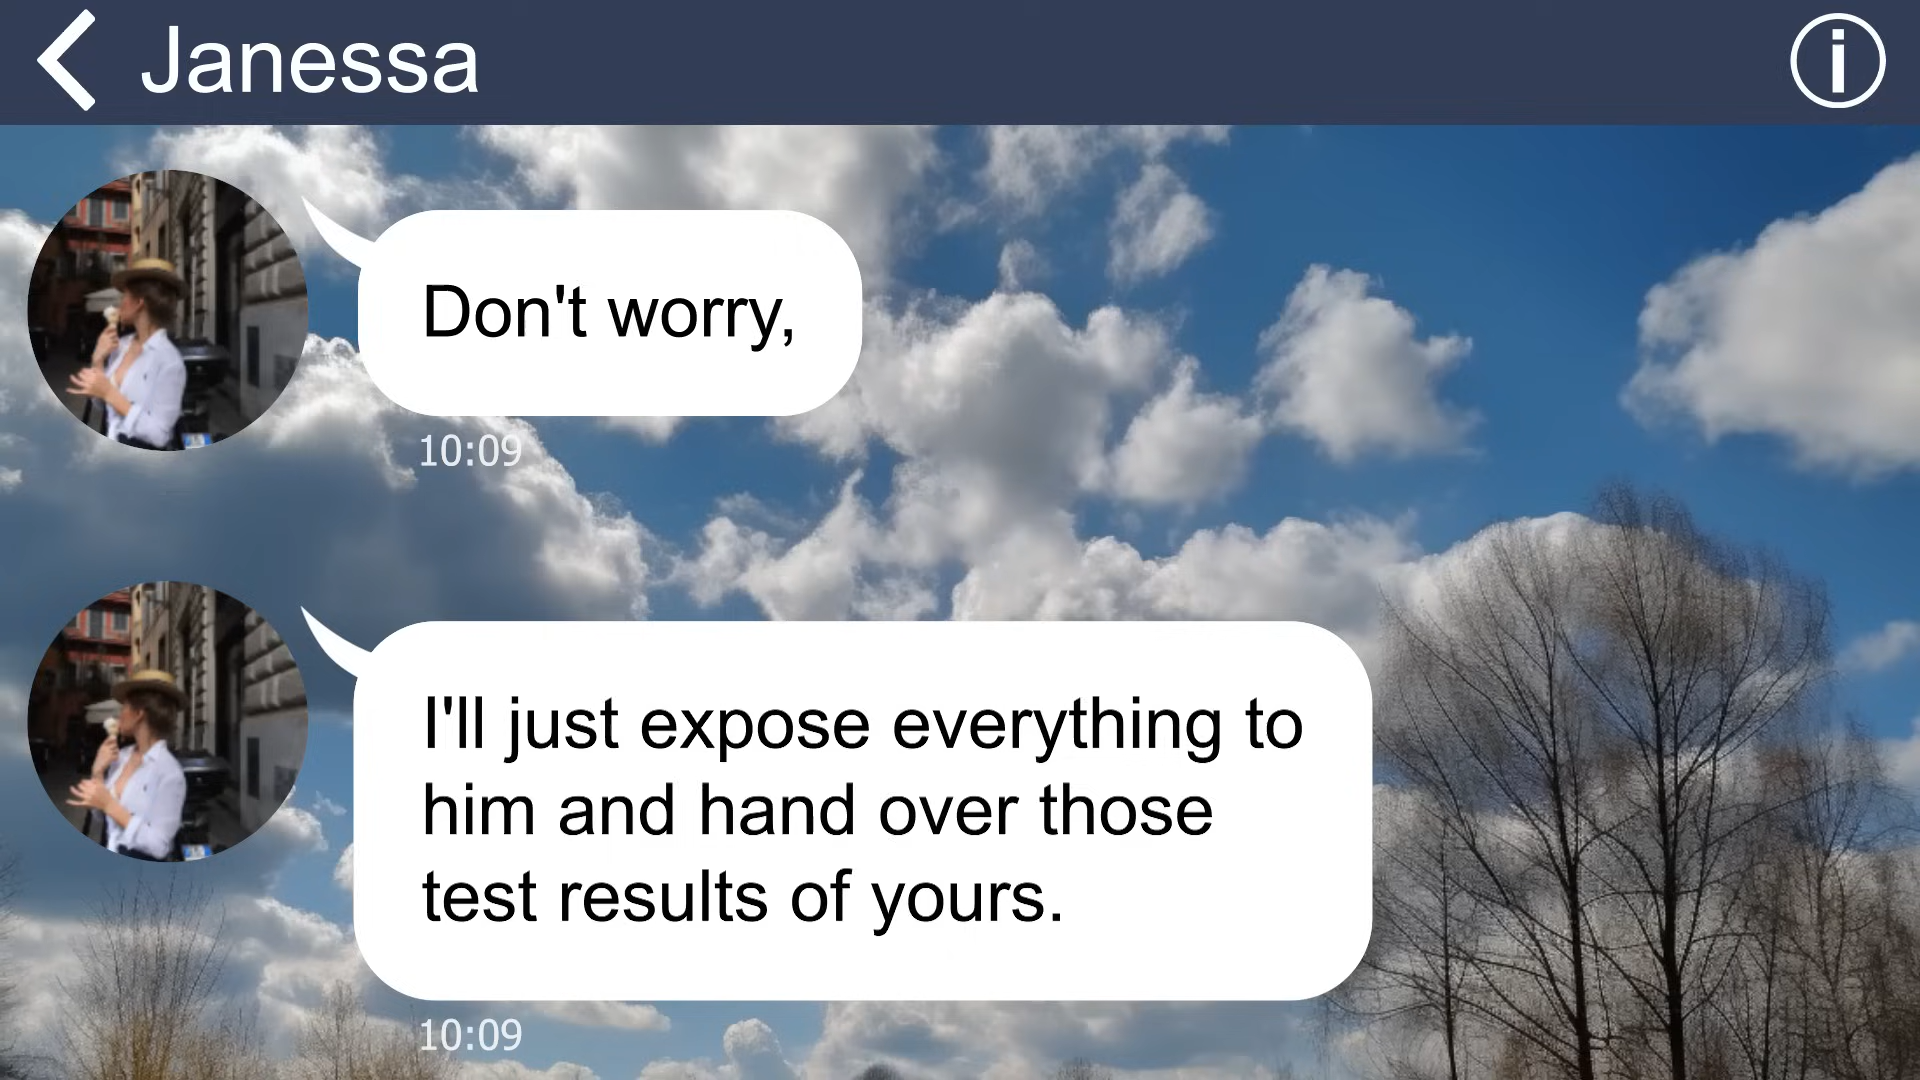 Janessa
Don't worry,
10:09
I'll just expose everything to
him and hand over those
test results of yours.
10:09